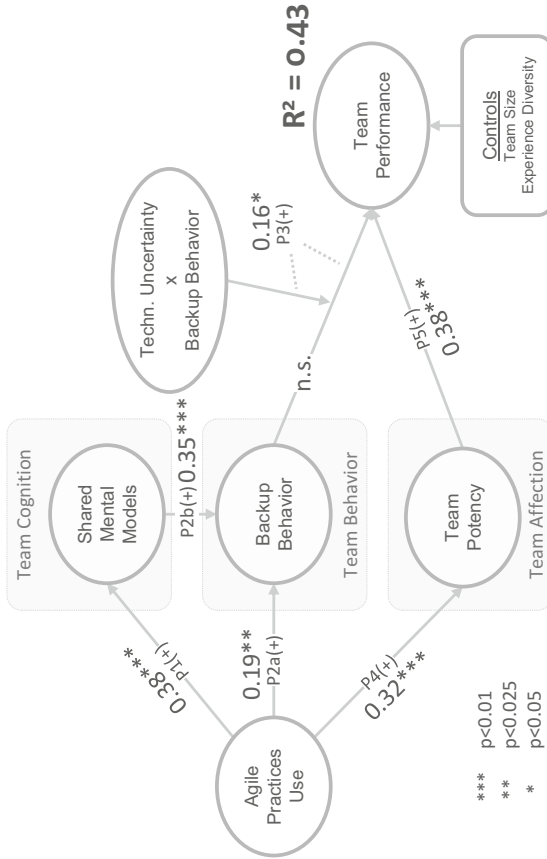 Team Cognition
Shared
Mental
Models
Techn. Uncertainty
x
Backup Behavior
R² = 0.43
0.38***
P1(+)
P2b(+) 0.35***
0.16*
P3(+)
Agile
Practices
Use
0.19**
P2a(+)
Backup
Behavior
Team Behavior
n.s.
Team
Performance
P4(+)
0.32***
Team
Potency
Team Affection
P5(+)
0.38***
Controls
Team Size
Experience Diversity
*** p<0.01
** p<0.025
* p<0.05